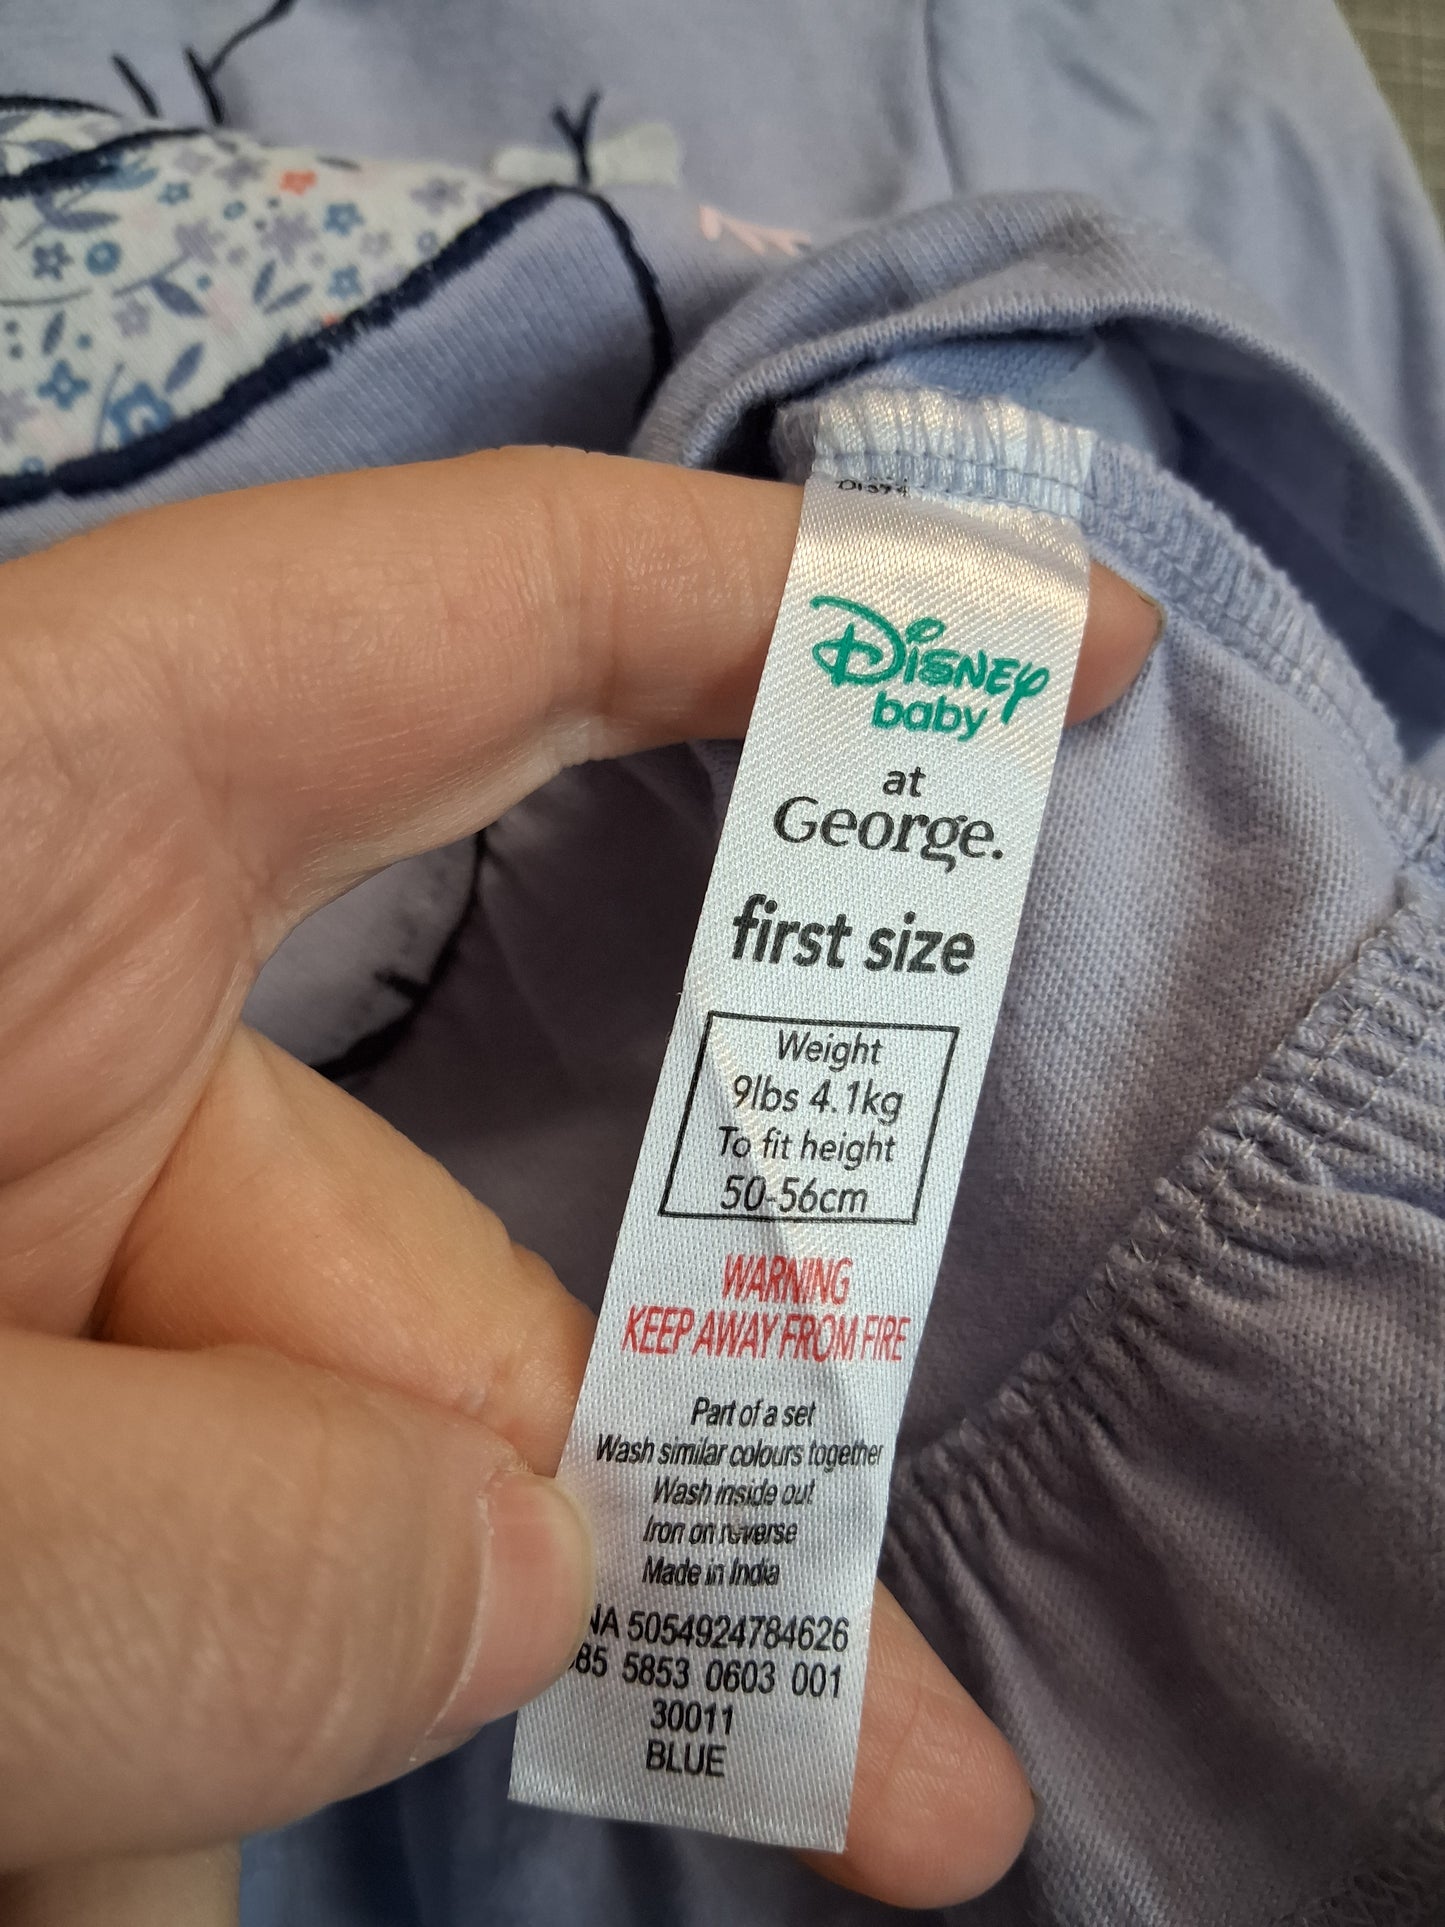 Disney
baby
at
George.
first size
Weight
9lbs 4.1kg
To fit height
50-56cm
WARNING
KEEP AWAY FROM FIRE
Part of a set
Wash similar colours together
Wash inside out
Iron on reverse
Made in India
5054924784626
5853 0603 001
30011
BLUE